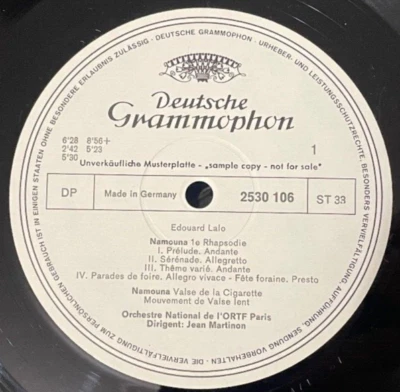 IST IN EINIGEN STAATEN OHNE BESONDERE ERLAUBNIS ZULÄSSIG · DEUTSCHE GRAMMOPHON · URHEBER- UND LEISTUNGSSCHUTZRECHTE, BESONDERS VERVIELFÄLTIGUNG, AUFFÜHRUNG, SENDUNG VORBEHALTEN · DIE VERVIELFÄLTIGUNG ZUM PERSÖNLICHEN GEBRAUCH
Deutsche
Grammophon
6'28 8'56+
2'42 5'23
5'30
1
Unverkäufliche Musterplatte - „sample copy - not for sale"
DP
Made in Germany
2530 106
ST 33
Edouard Lalo
Namouna 1e Rhapsodie
I. Prélude. Andante
II. Sérénade. Allegretto
III. Thème varié. Andante
IV. Parades de foire. Allegro vivace - Fête foraine. Presto
Namouna Valse de la Cigarette
Mouvement de Valse lent
Orchestre National de l'ORTF Paris
Dirigent: Jean Martinon